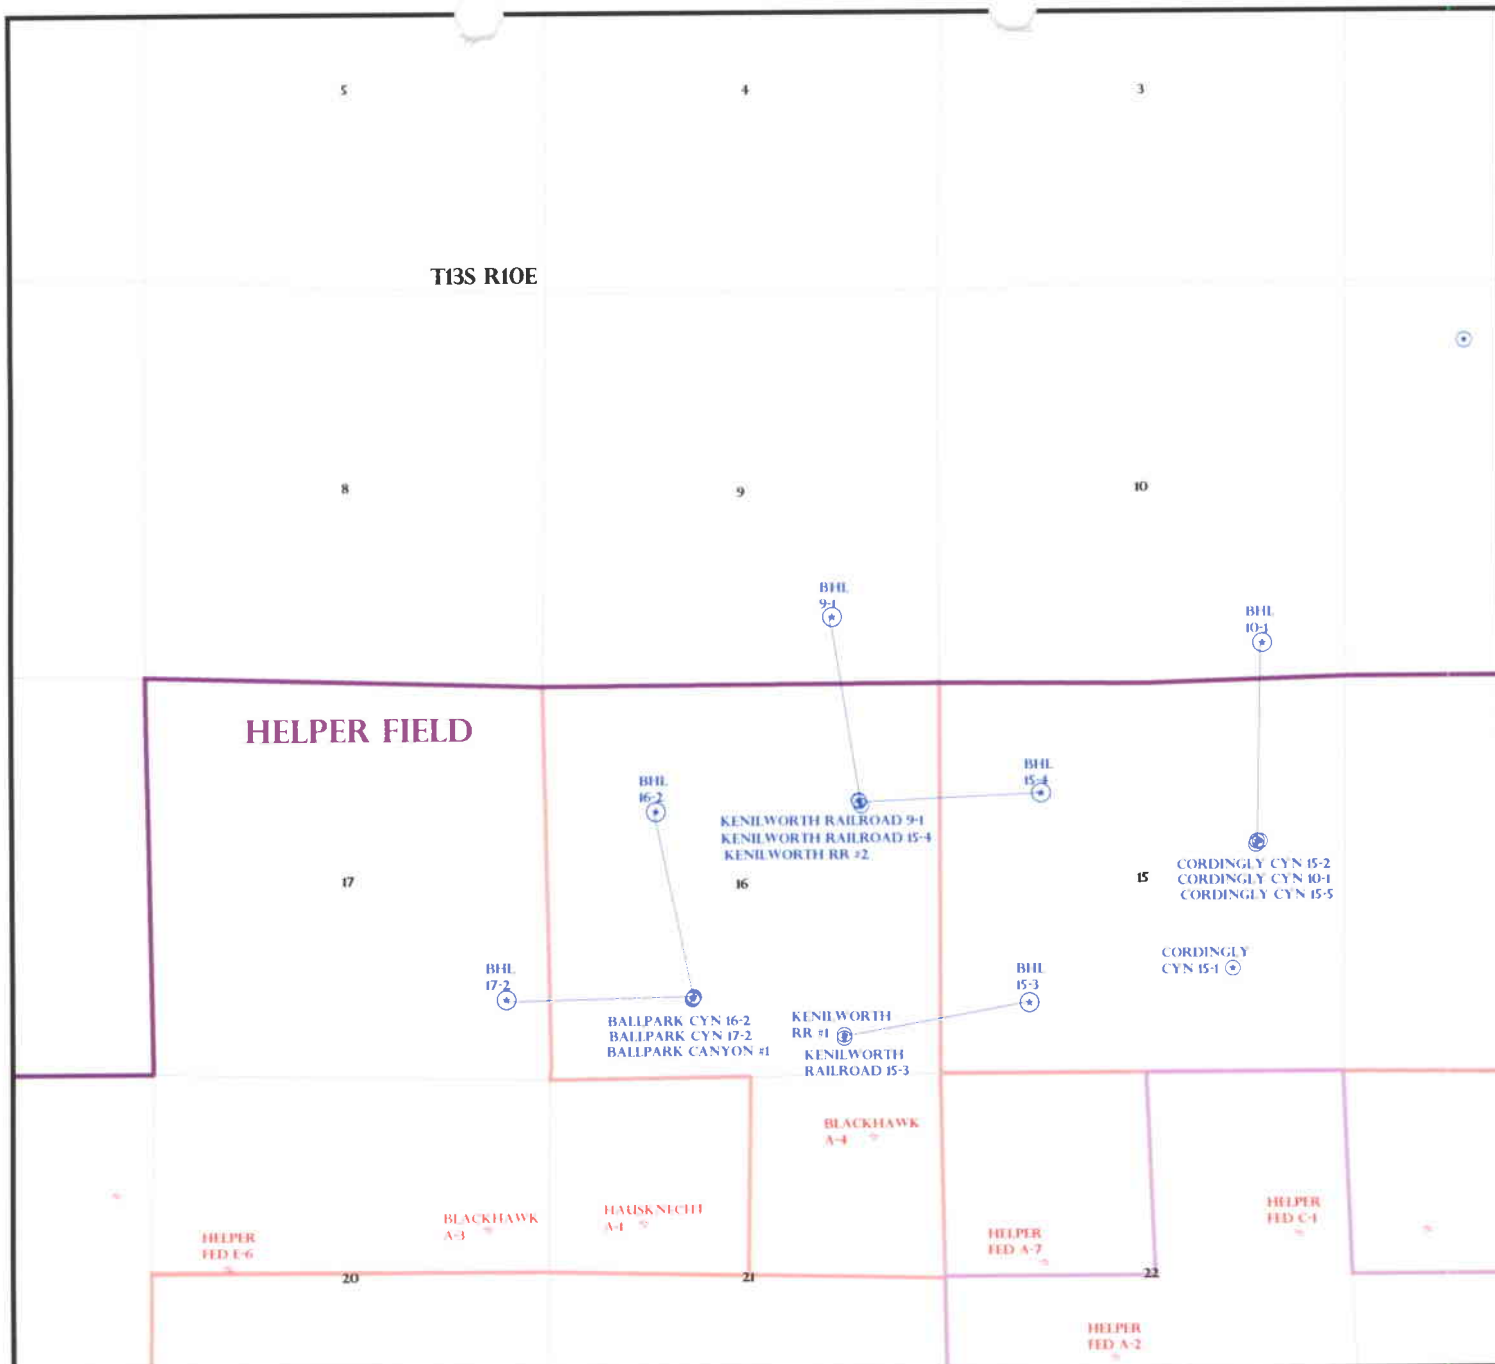 5
4
3
T13S R10E
8
9
10
BHL
9-1
BHL
10-1
HELPER FIELD
BHL
16-2
BHL
15-4
KENILWORTH RAILROAD 9-1
KENILWORTH RAILROAD 15-4
KENILWORTH RR #2
CORDINGLY CYN 15-2
CORDINGLY CYN 10-1
CORDINGLY CYN 15-5
17
16
15
CORDINGLY
CYN 15-1
BHL
17-2
BHL
15-3
BALLPARK CYN 16-2
BALLPARK CYN 17-2
BALLPARK CANYON #1
KENILWORTH
RR #1
KENILWORTH
RAILROAD 15-3
BLACKHAWK
A-4
HELPER
FED E-6
BLACKHAWK
A-3
HAUSKNECHT
A-1
HELPER
FED A-7
HELPER
FED C-1
20
21
22
HELPER
FED A-2